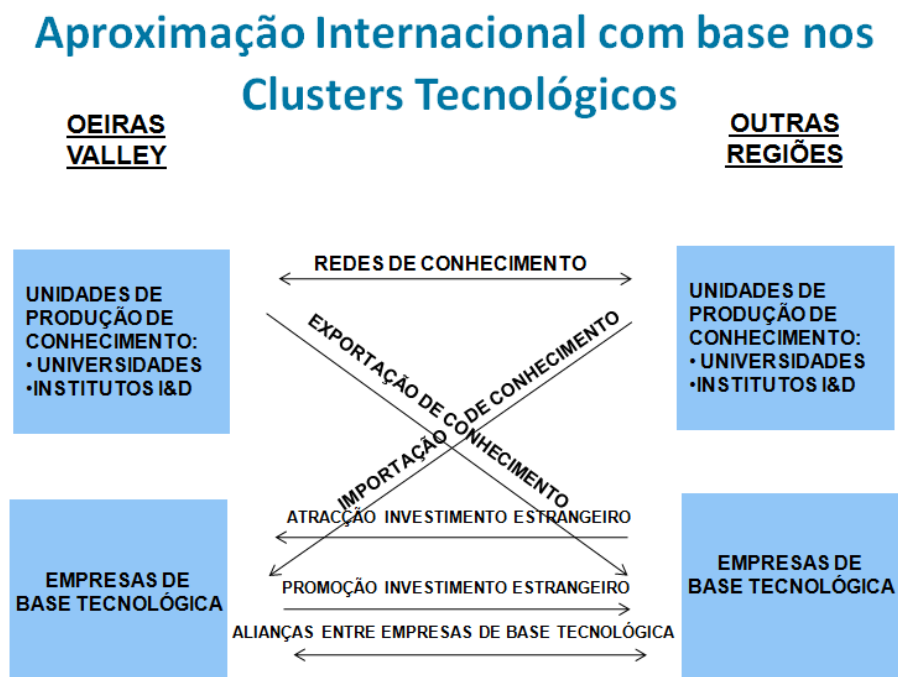 Aproximação Internacional com base nos
Clusters Tecnológicos
OEIRAS
VALLEY
OUTRAS
REGIÕES
UNIDADES DE
PRODUÇÃO DE
CONHECIMENTO:
• UNIVERSIDADES
•INSTITUTOS I&D
REDES DE CONHECIMENTO
EXPORTAÇÃO DE CONHECIMENTO
IMPORTAÇÃO DE CONHECIMENTO
UNIDADES DE
PRODUÇÃO DE
CONHECIMENTO:
• UNIVERSIDADES
•INSTITUTOS I&D
EMPRESAS DE
BASE TECNOLÓGICA
ATRACÇÃO INVESTIMENTO ESTRANGEIRO
PROMOÇÃO INVESTIMENTO ESTRANGEIRO
ALIANÇAS ENTRE EMPRESAS DE BASE TECNOLÓGICA
EMPRESAS DE
BASE TECNOLÓGICA